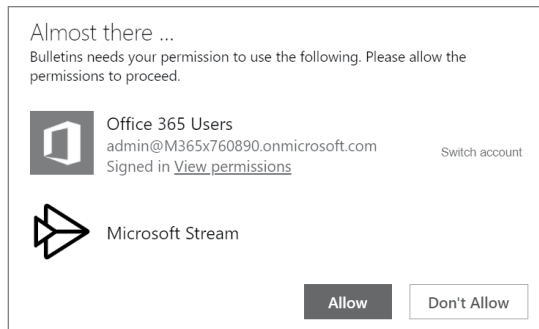 Almost there ...
Bulletins needs your permission to use the following. Please allow the
permissions to proceed.
Office 365 Users
admin@M365x760890.onmicrosoft.com
Switch account
Signed in View permissions
Microsoft Stream
Allow Don't Allow